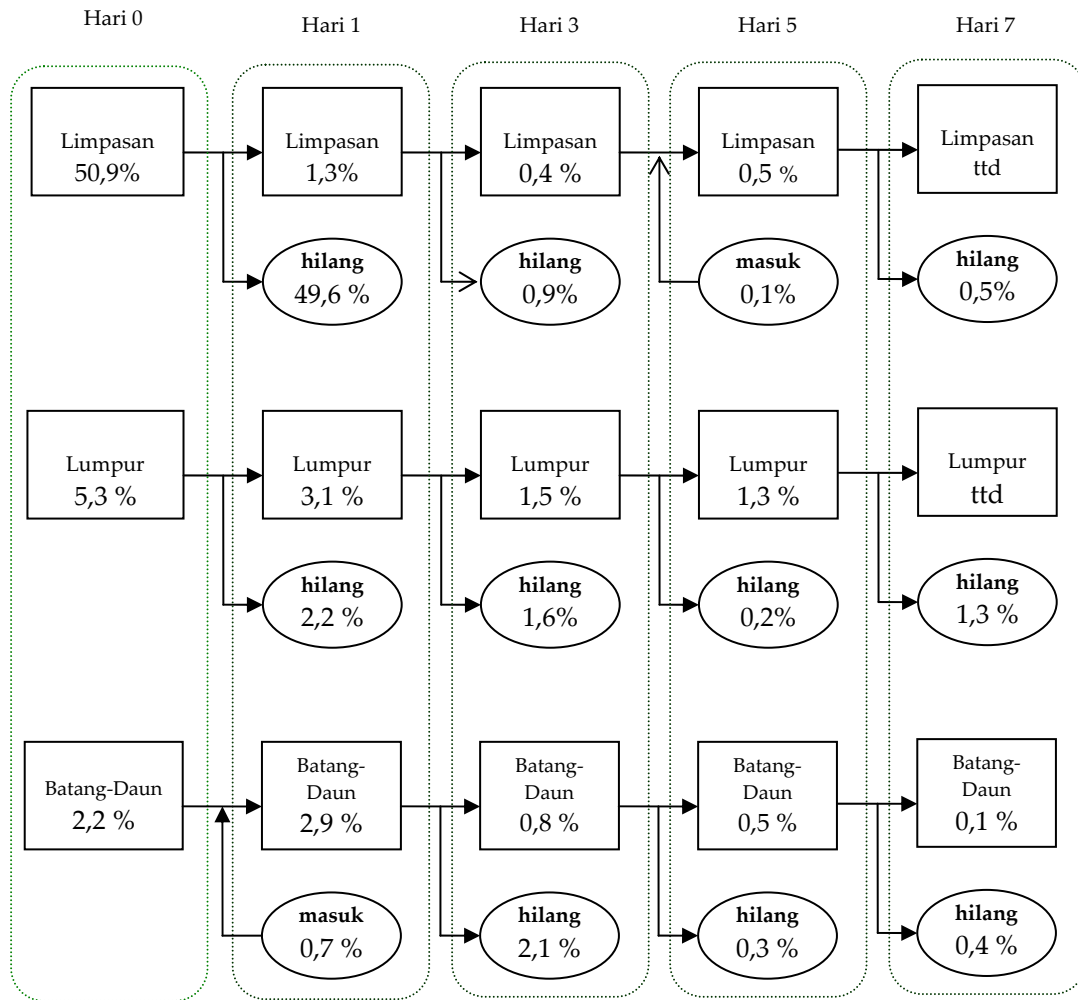 Hari 0
Hari 1
Hari 3
Hari 5
Hari 7
Limpasan
50,9%
Limpasan
1,3%
Limpasan
0,4 %
Limpasan
0,5 %
Limpasan
ttd
hilang
49,6 %
hilang
0,9%
masuk
0,1%
hilang
0,5%
Lumpur
5,3 %
Lumpur
3,1 %
Lumpur
1,5 %
Lumpur
1,3 %
Lumpur
ttd
hilang
2,2 %
hilang
1,6%
hilang
0,2%
hilang
1,3 %
Batang-Daun
2,2 %
Batang-
Daun
2,9 %
Batang-
Daun
0,8 %
Batang-
Daun
0,5 %
Batang-
Daun
0,1 %
masuk
0,7 %
hilang
2,1 %
hilang
0,3 %
hilang
0,4 %